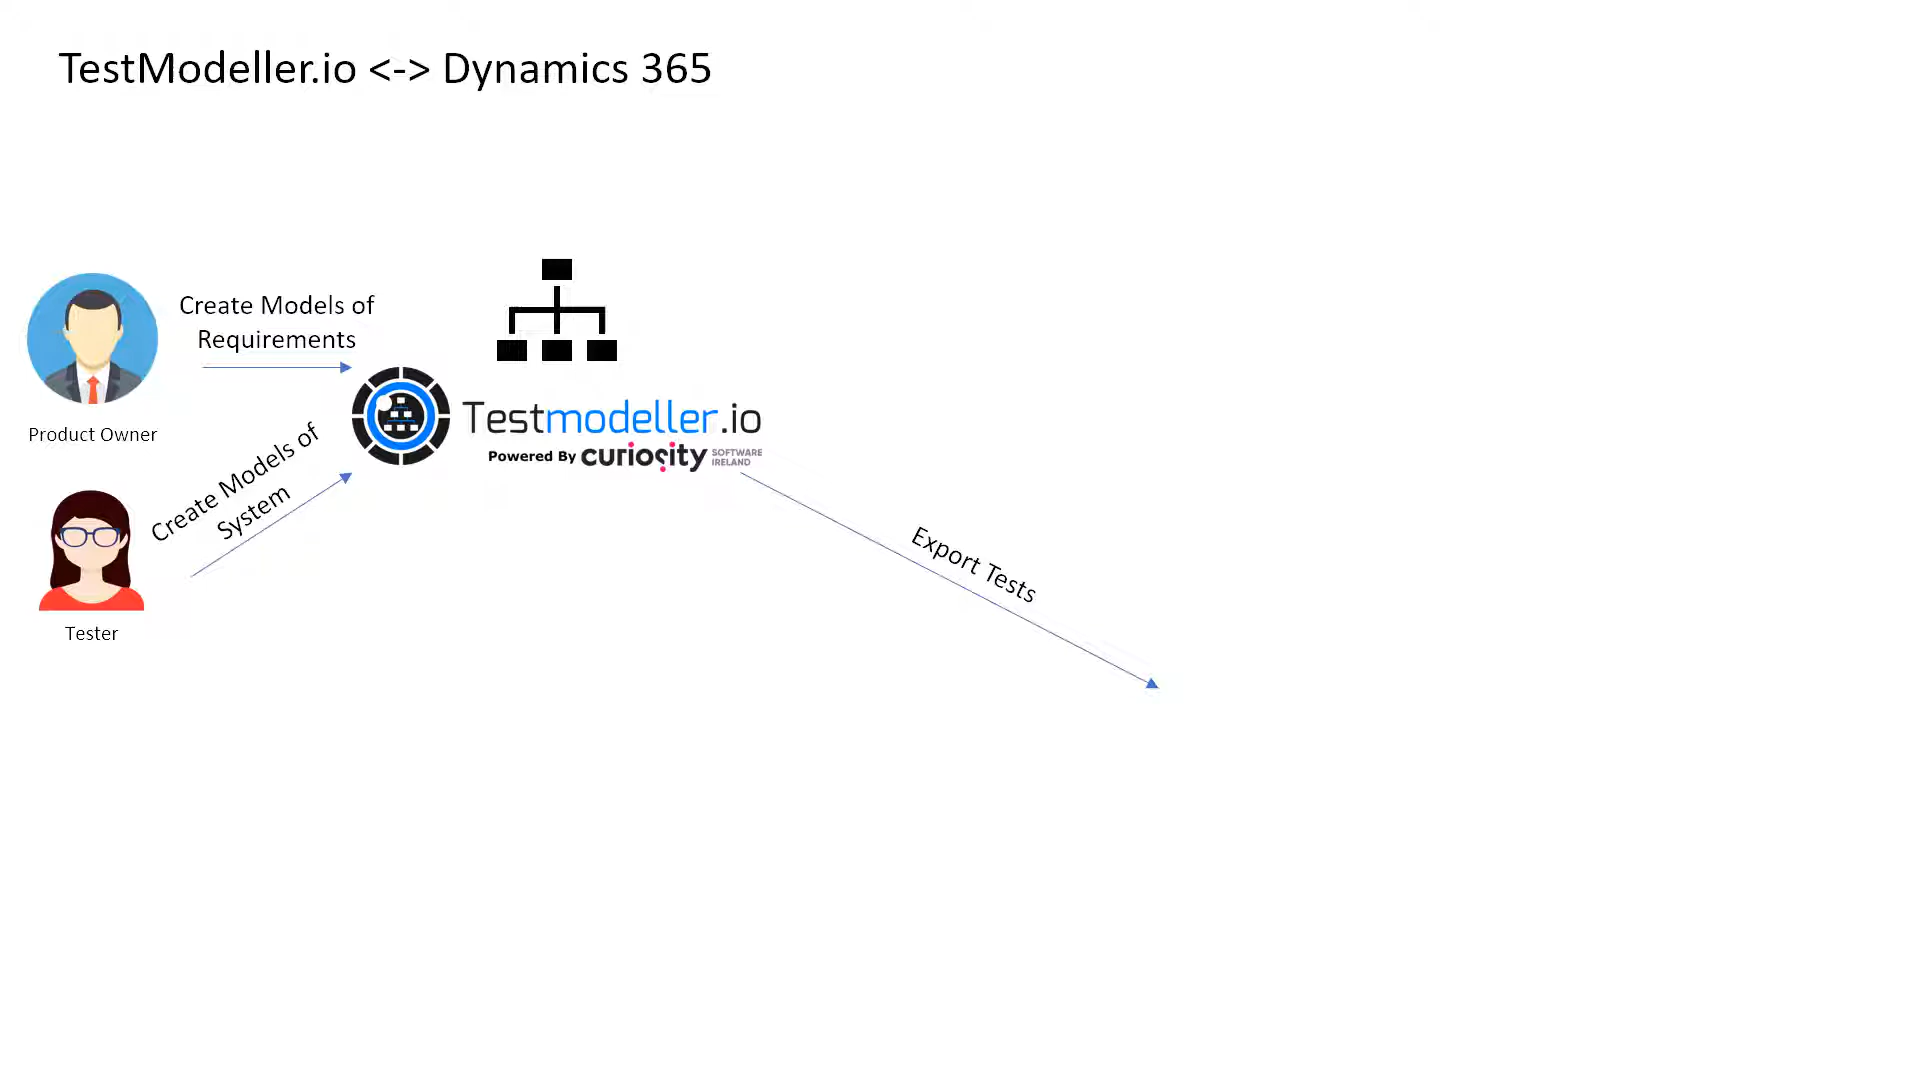 TestModeller.io <-> Dynamics 365
Create Models of
Requirements
Product Owner
Testmodeller.io
Powered By curiosity SOFTWARE
IRELAND
Create Models of
System
Tester
Export Tests